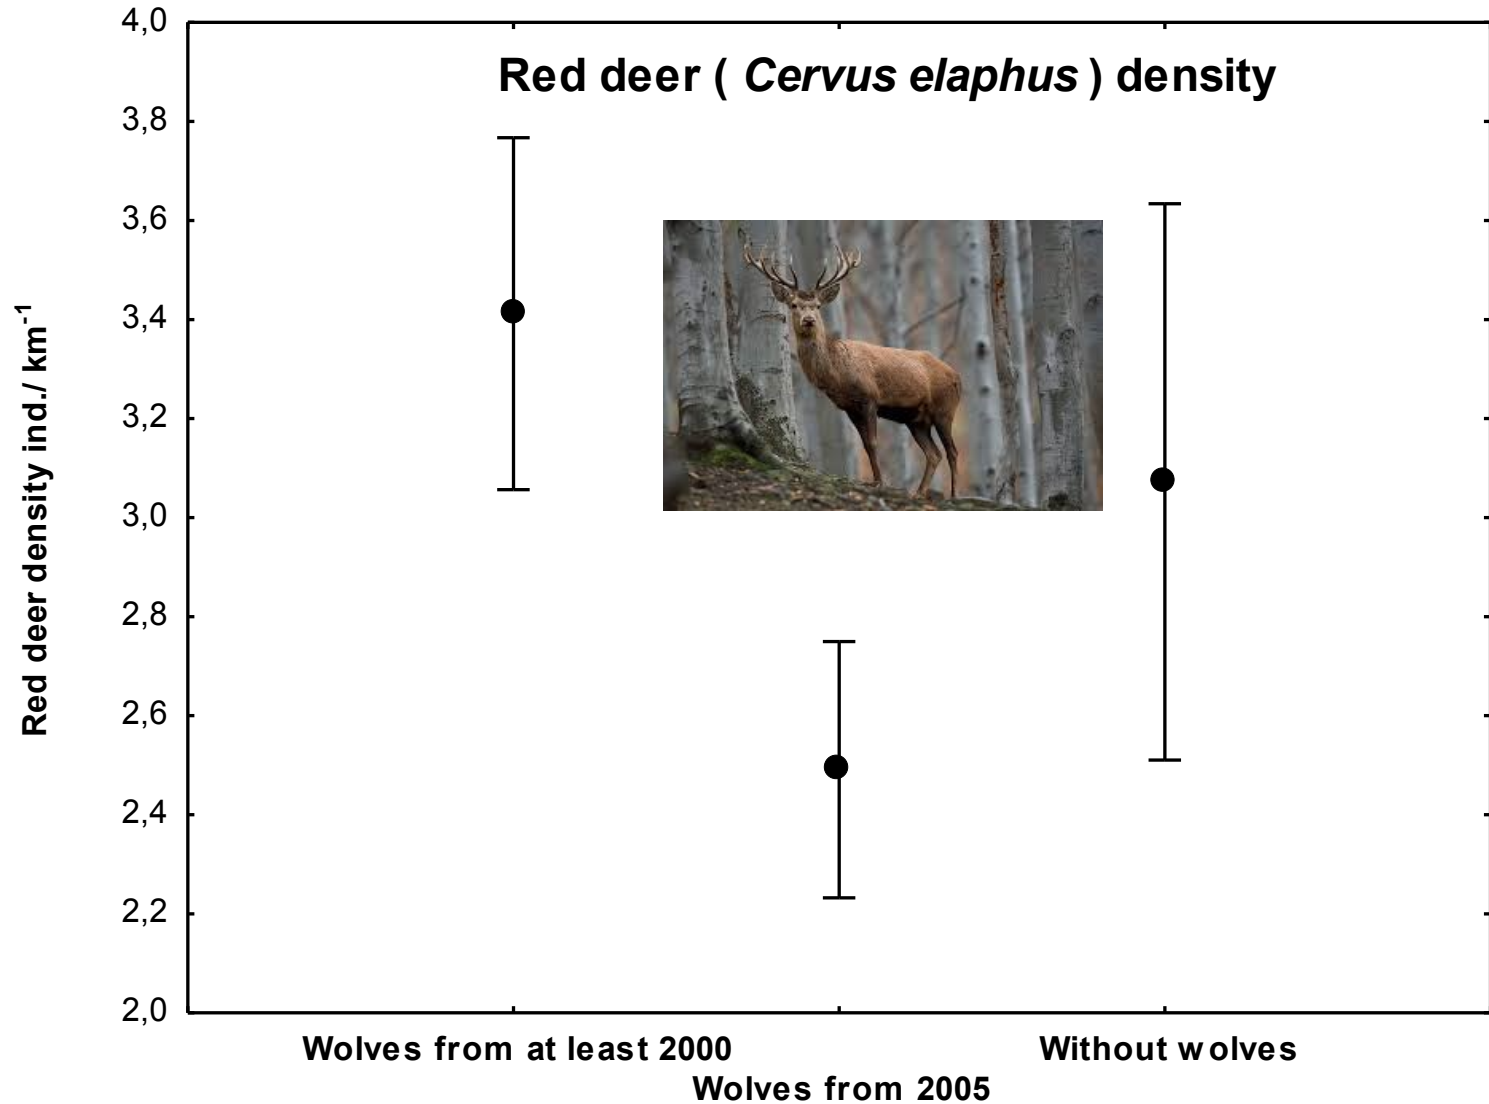 Red deer ( Cervus elaphus ) density
Red deer density ind./ km-1
4,0
3,8
3,6
3,4
3,2
3,0
2,8
2,6
2,4
2,2
2,0
Wolves from at least 2000
Wolves from 2005
Without wolves